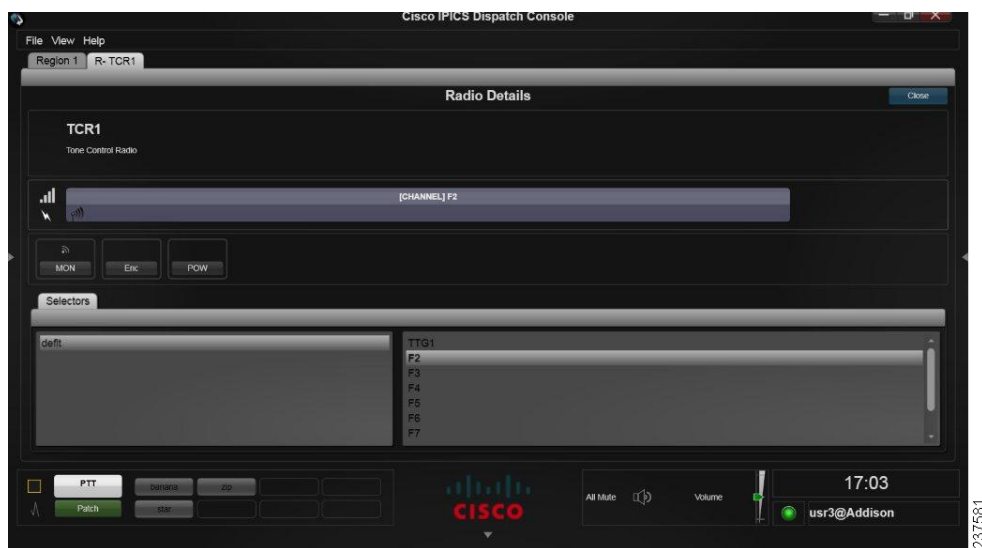 Cisco IPICS Dispatch Console
File View Help
Region 1 R- TCR1
Radio Details
Close
TCR1
Tone Control Radio
[CHANNEL] F2
MON Enc POW
Selectors
deflt
TTG1
F2
F3
F4
F5
F6
F7
PTT banana zip
Patch star
CISCO
All Mute Volume
17:03
usr3@Addison
237581